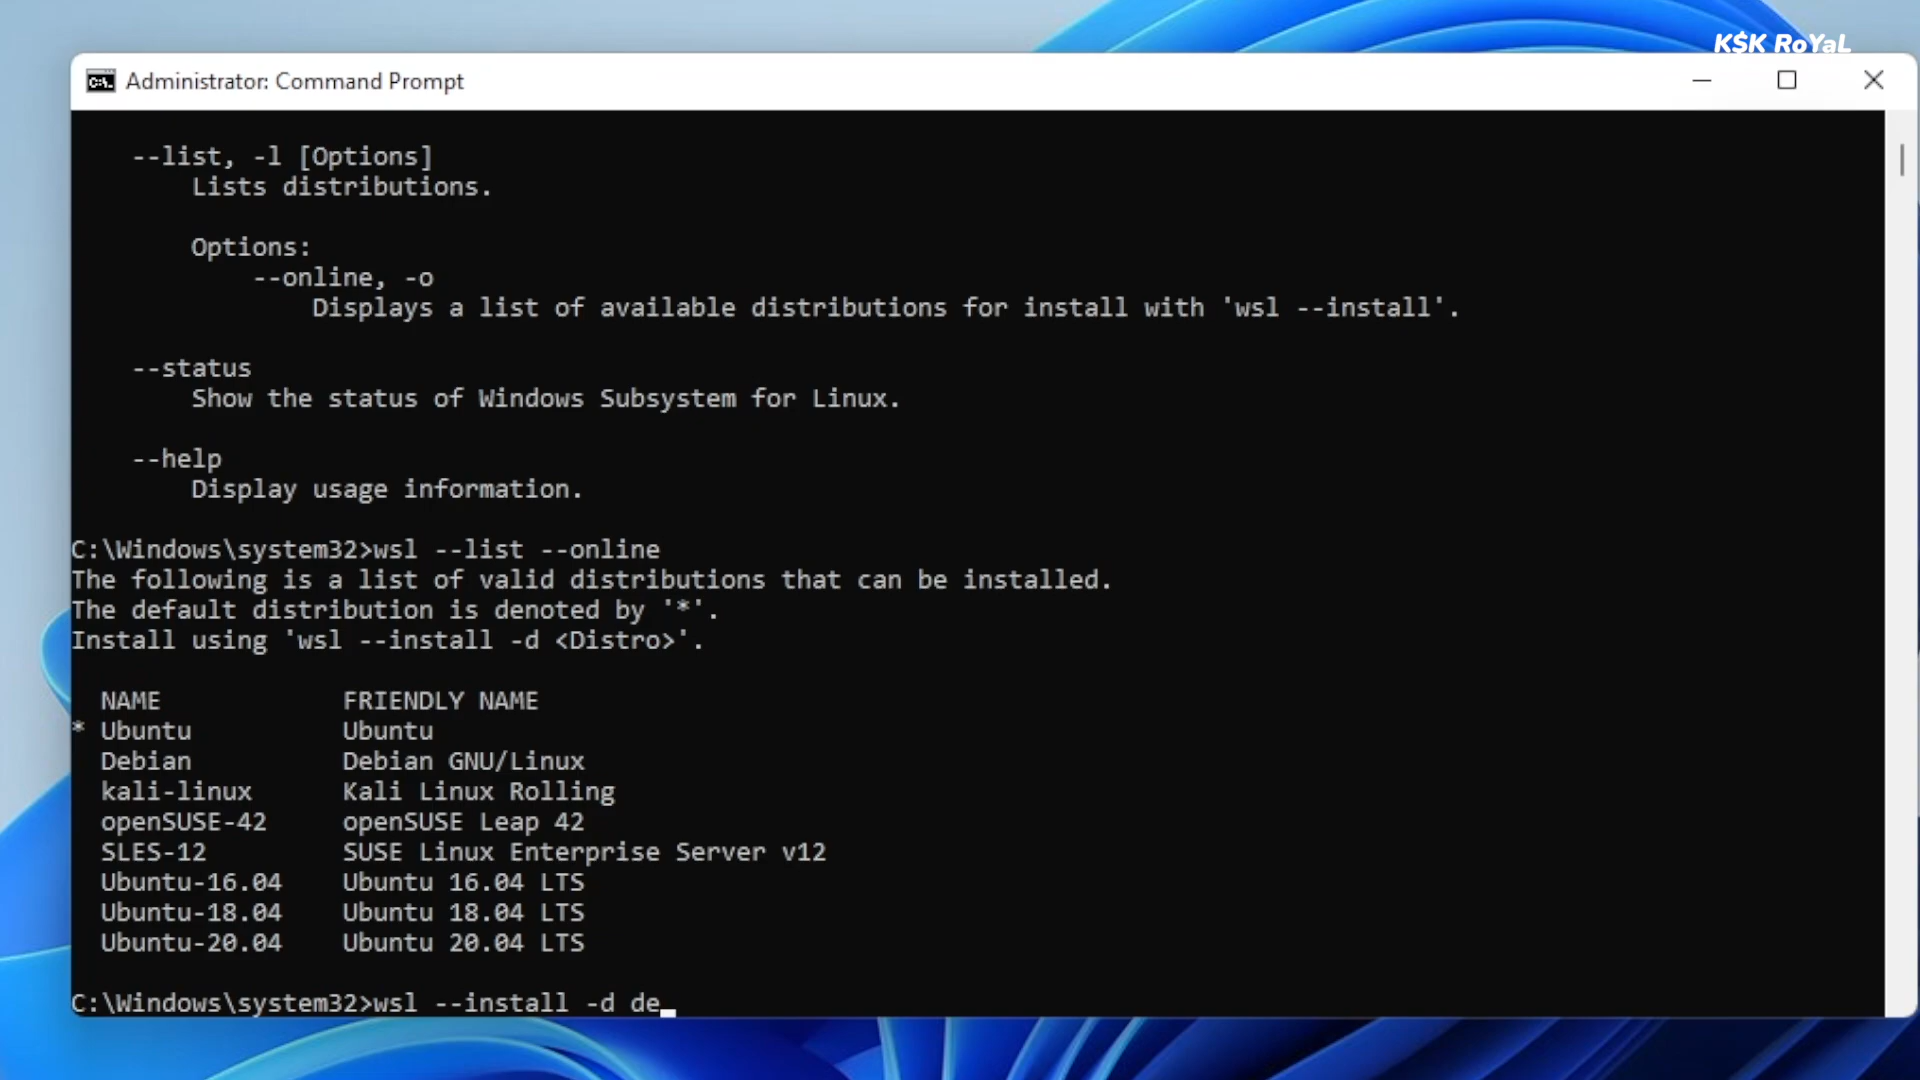 K$K RoYaL
Administrator: Command Prompt
--list, -l [Options]
Lists distributions.
Options:
--online, -o
Displays a list of available distributions for install with 'wsl --install'.
--status
Show the status of Windows Subsystem for Linux.
--help
Display usage information.
C:\Windows\system32>wsl --list --online
The following is a list of valid distributions that can be installed.
The default distribution is denoted by '*'.
Install using 'wsl --install -d <Distro>'.
NAME FRIENDLY NAME
* Ubuntu Ubuntu
Debian Debian GNU/Linux
kali-linux Kali Linux Rolling
openSUSE-42 openSUSE Leap 42
SLES-12 SUSE Linux Enterprise Server v12
Ubuntu-16.04 Ubuntu 16.04 LTS
Ubuntu-18.04 Ubuntu 18.04 LTS
Ubuntu-20.04 Ubuntu 20.04 LTS
C:\Windows\system32>wsl --install -d de_